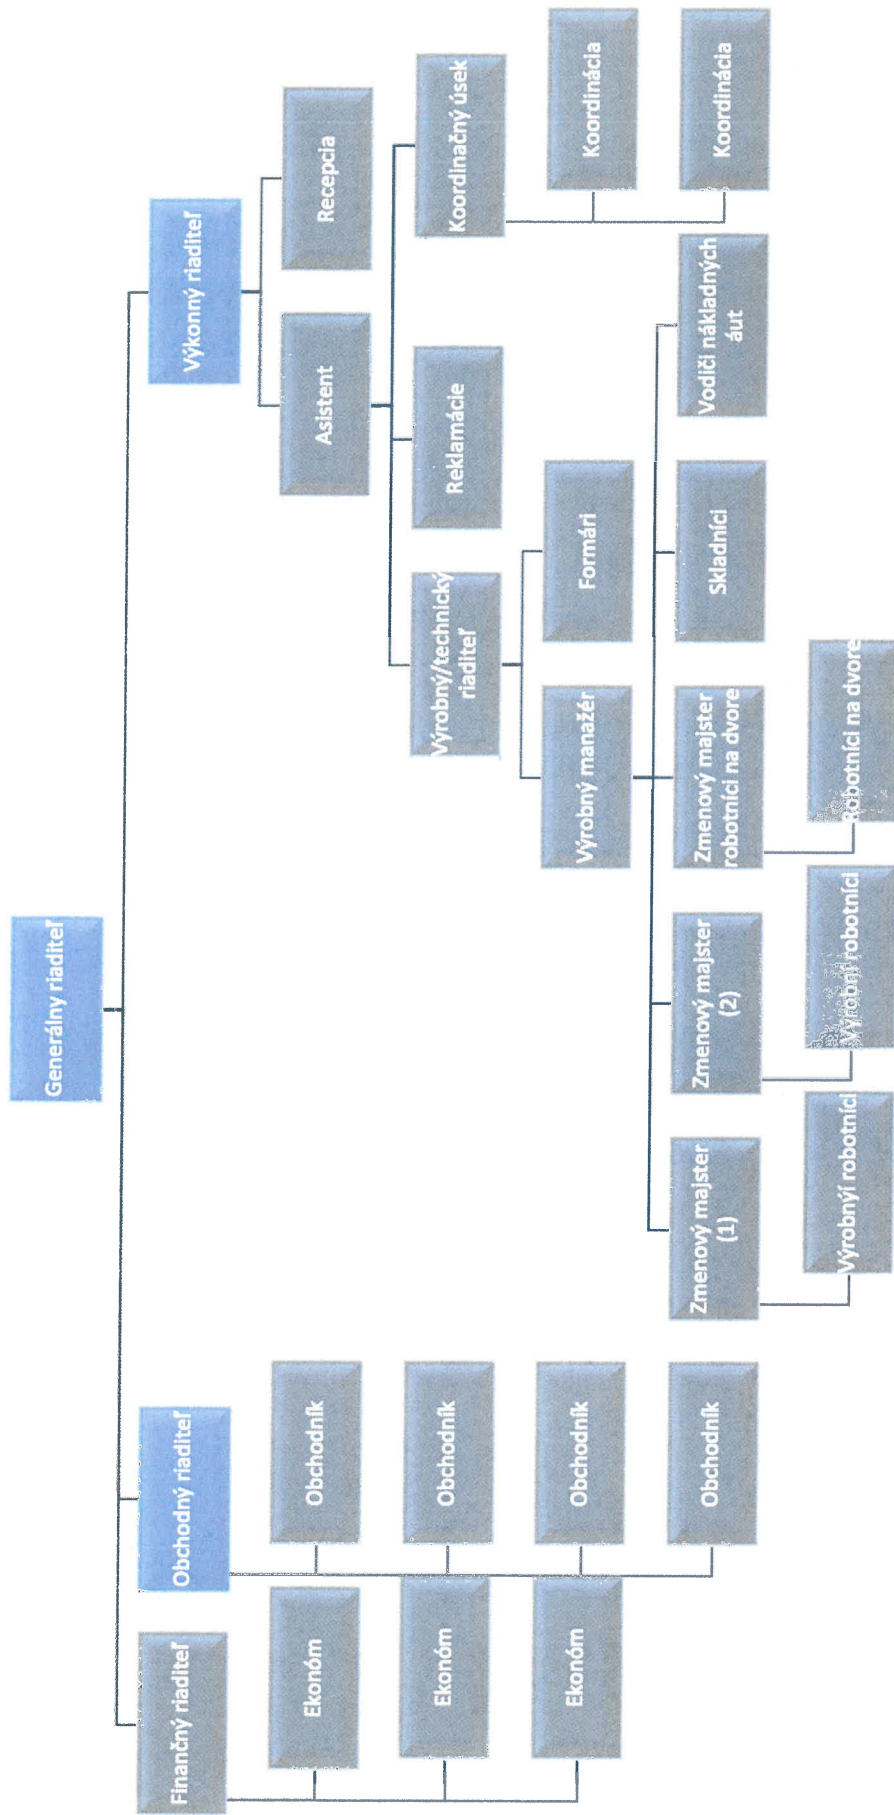 Generálny riaditeľ
Finančný riaditeľ
Ekonóm
Ekonóm
Ekonóm
Obchodný riaditeľ
Obchodník
Obchodník
Obchodník
Obchodník
Výkonný riaditeľ
Asistent
Recepcia
Výrobný/technický
riaditeľ
Reklamácie
Koordinačný úsek
Výrobný manažér
Formári
Koordinácia
Koordinácia
Zmenový majster
(1)
Zmenový majster
(2)
Zmenový majster
robotníci na dvore
Skladníci
Vodiči nákladných
áut
Výrobnýí robotníci
Výrobní robotníci
Robotníci na dvore